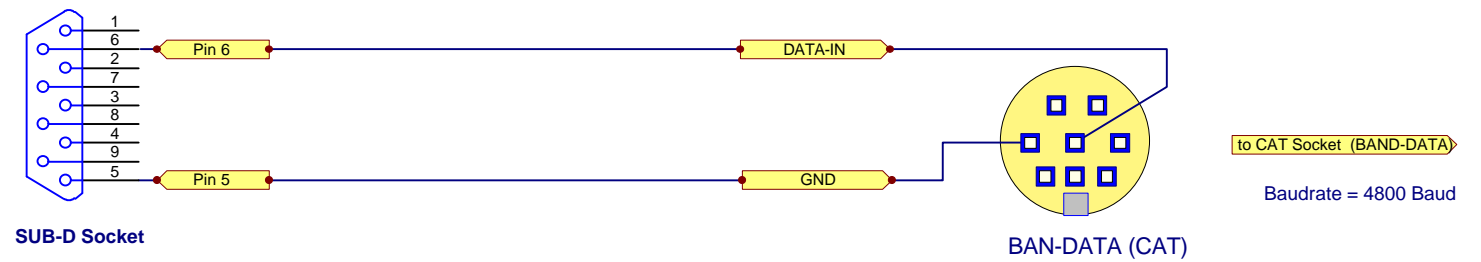 1
6
Pin 6
DATA-IN
2
7
3
8
4
to CAT Socket (BAND-DATA)
9
5
Pin 5
GND
Baudrate = 4800 Baud
SUB-D Socket
BAN-DATA (CAT)